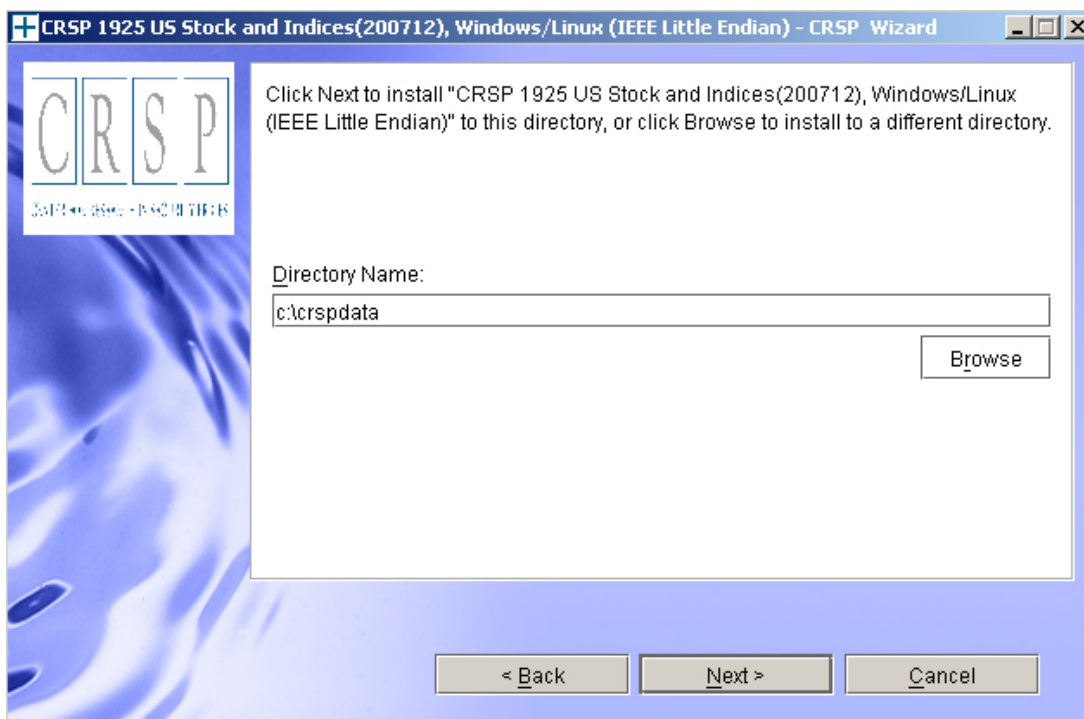 CRSP 1925 US Stock and Indices(200712), Windows/Linux (IEEE Little Endian) - CRSP Wizard
CRSP
Click Next to install "CRSP 1925 US Stock and Indices(200712), Windows/Linux
(IEEE Little Endian)" to this directory, or click Browse to install to a different directory.
Directory Name:
c:\crspdata
Browse
< Back
Next >
Cancel